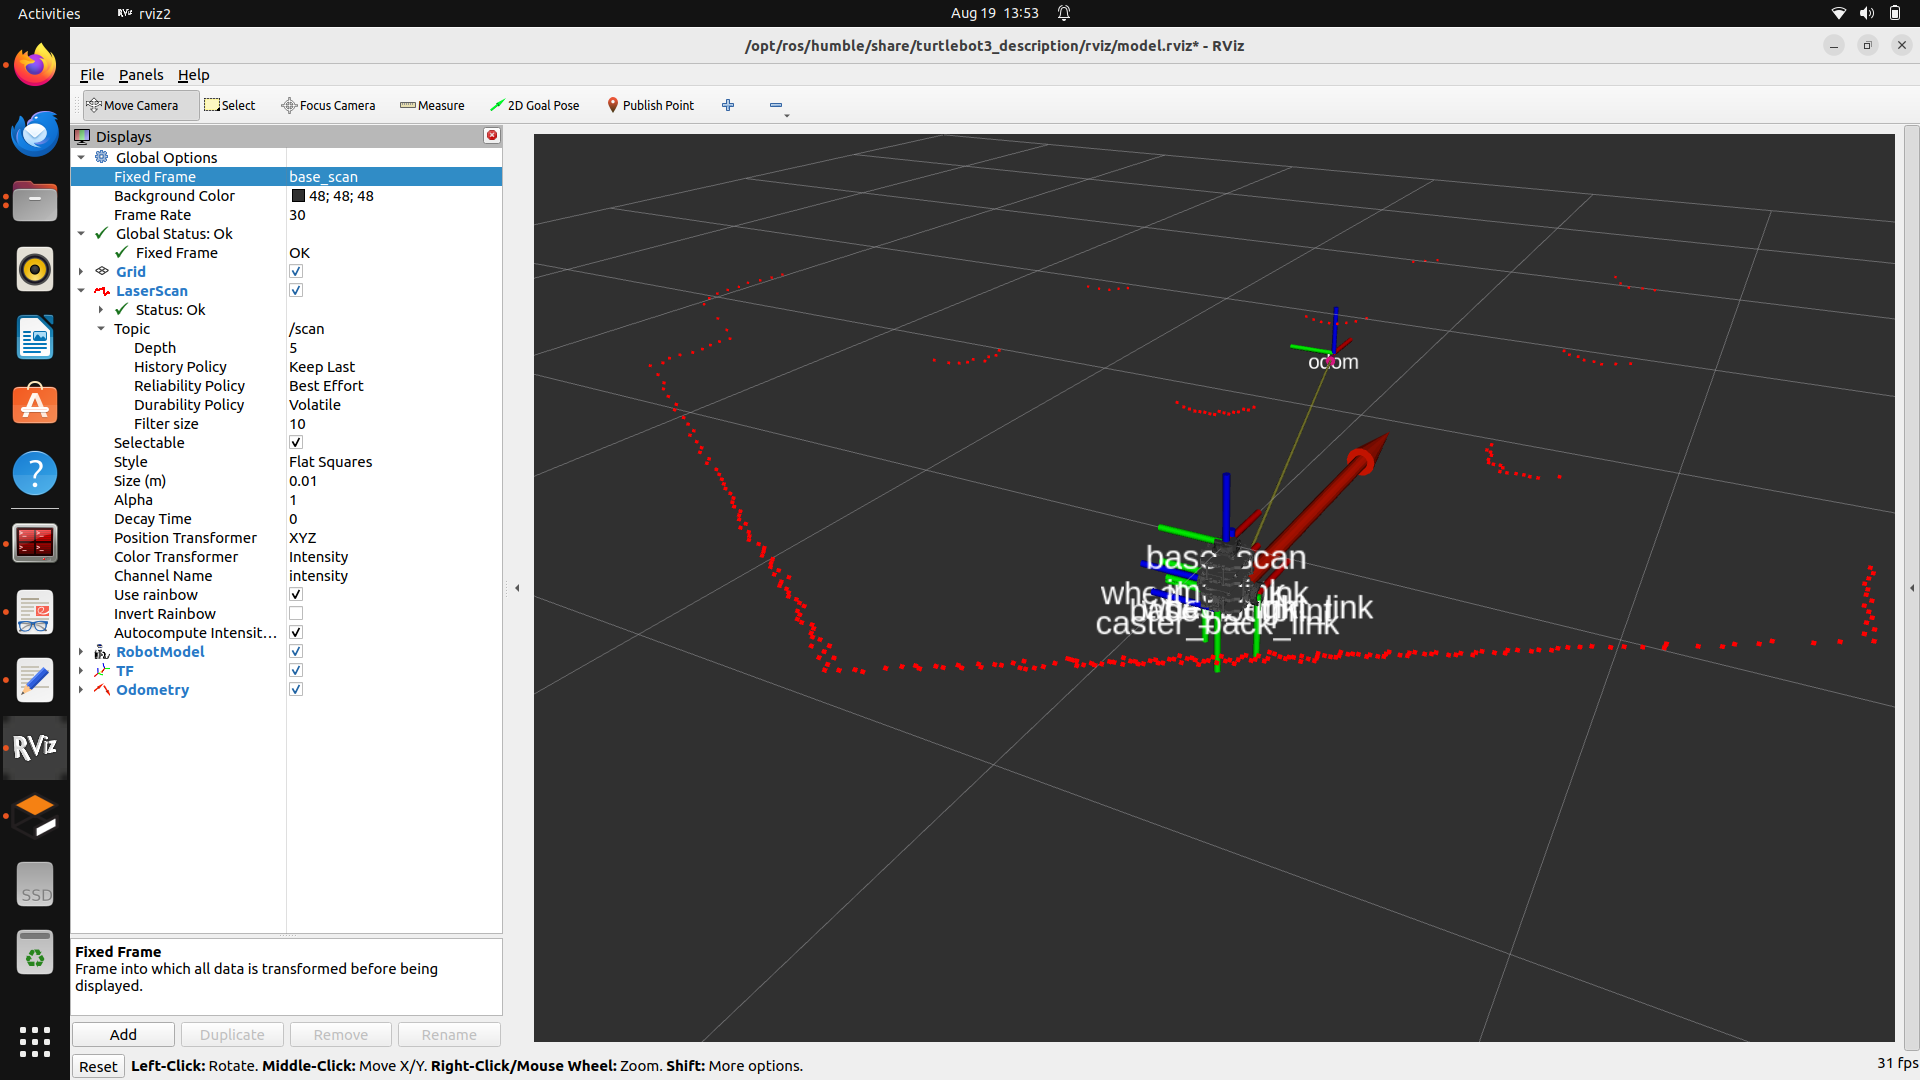 Activities rviz2 Aug 19 13:53
/opt/ros/humble/share/turtlebot3_description/rviz/model.rviz* - RViz
File Panels Help
Move Camera Select Focus Camera Measure 2D Goal Pose Publish Point
Displays
Global Options
Fixed Frame base_scan
Background Color 48; 48; 48
Frame Rate 30
Global Status: Ok
Fixed Frame OK
Grid
LaserScan
Status: Ok
Topic /scan
Depth 5
History Policy Keep Last
Reliability Policy Best Effort
Durability Policy Volatile
Filter size 10
Selectable
Style Flat Squares
Size (m) 0.01
Alpha 1
Decay Time 0
Position Transformer XYZ
Color Transformer Intensity
Channel Name intensity
Use rainbow
Invert Rainbow
Autocompute Intensit...
RobotModel
TF
Odometry
Fixed Frame
Frame into which all data is transformed before being
displayed.
Add Duplicate Remove Rename
Reset Left-Click: Rotate. Middle-Click: Move X/Y. Right-Click/Mouse Wheel: Zoom. Shift: More options. 31 fps
odom
base_scan
caster_back_link
RViz
SSD